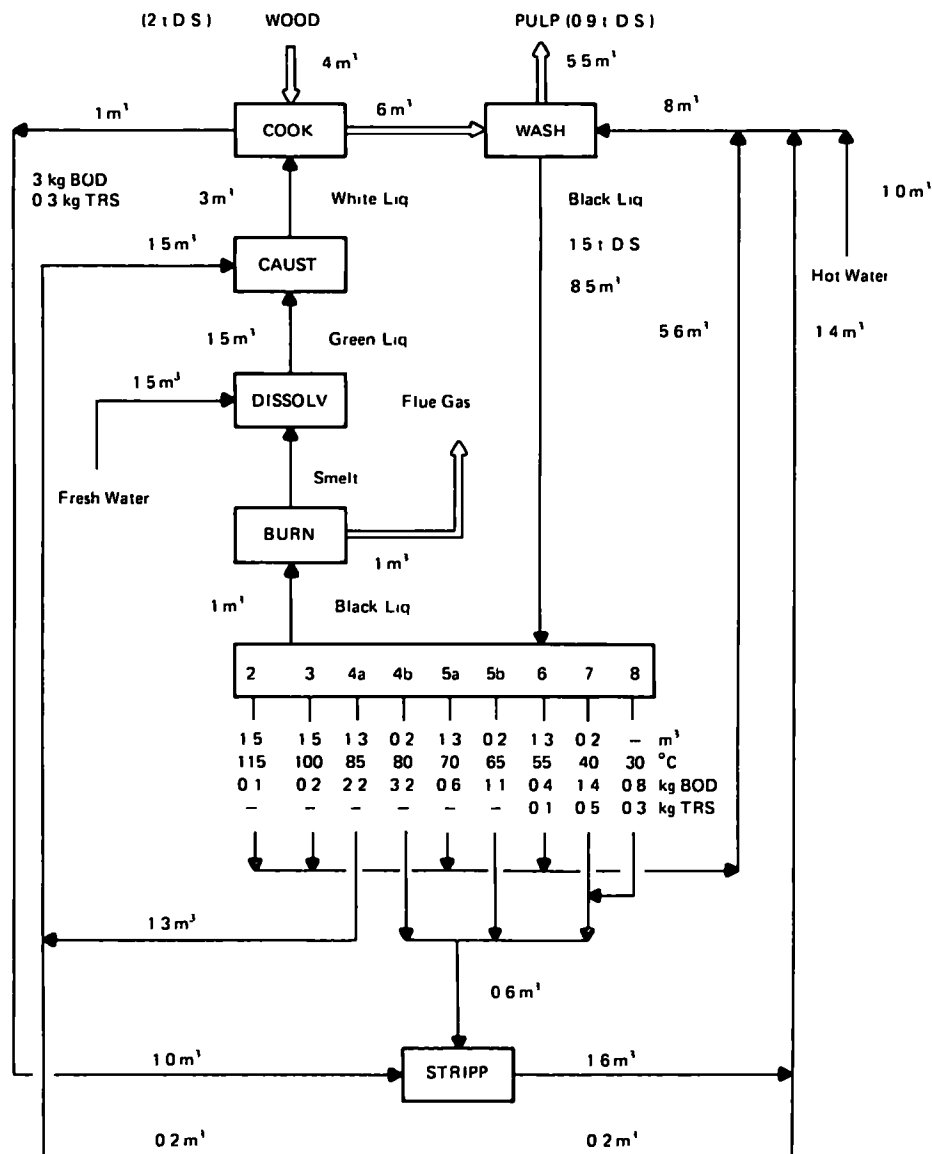 (2 t D S) WOOD PULP (0 9 t D S)
4 m³ 5 5 m³
1 m³ 6 m³ 8 m³
COOK WASH
3 kg BOD
0 3 kg TRS
3 m³ White Liq Black Liq 1 0 m³
1 5 m³ 1 5 t D S
CAUST 8 5 m³ Hot Water
1 5 m³ Green Liq 5 6 m³ 1 4 m³
1 5 m³
DISSOLV Flue Gas
Smelt
Fresh Water
BURN
1 m³
1 m³ Black Liq
2 3 4a 4b 5a 5b 6 7 8
1 5 1 5 1 3 0 2 1 3 0 2 1 3 0 2 – m³
115 100 85 80 70 65 55 40 30 °C
0 1 0 2 2 2 3 2 0 6 1 1 0 4 1 4 0 8 kg BOD
– – – – – – 0 1 0 5 0 3 kg TRS
1 3 m³
0 6 m³
1 0 m³ STRIPP 1 6 m³
0 2 m³ 0 2 m³